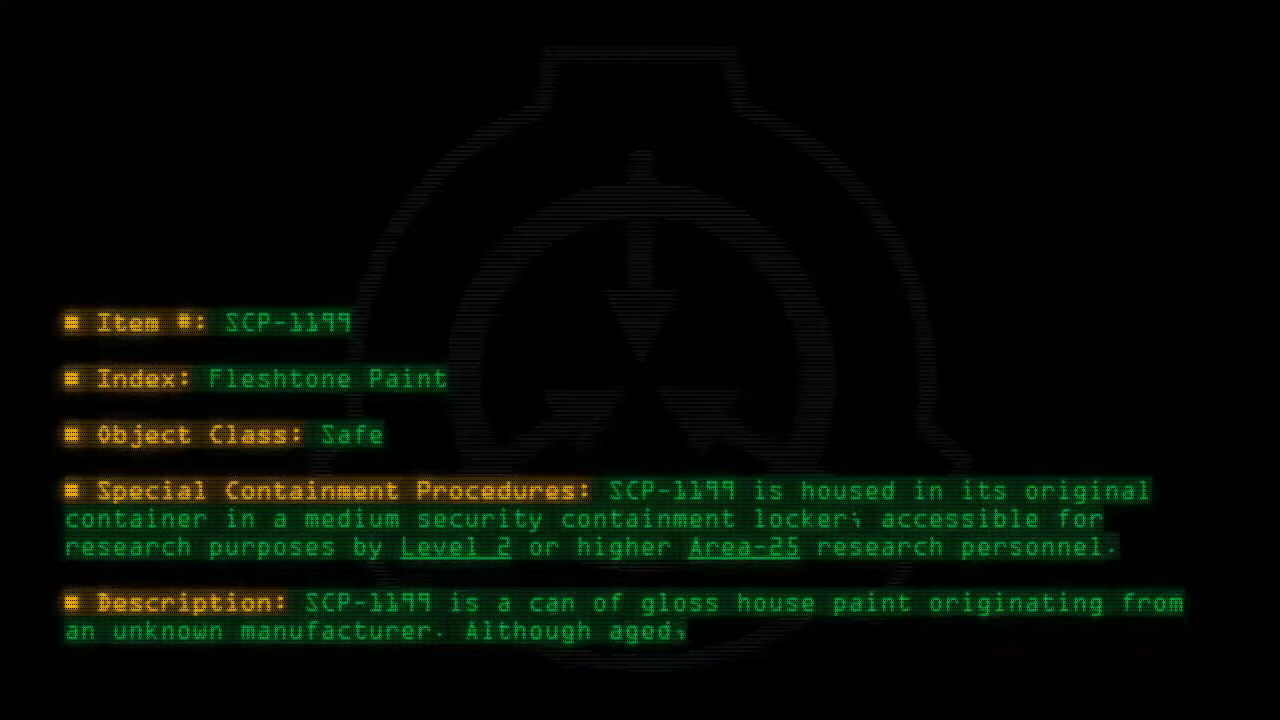 ■ Item #: SCP-1199
■ Index: Fleshtone Paint
■ Object Class: Safe
■ Special Containment Procedures: SCP-1199 is housed in its original
container in a medium security containment locker; accessible for
research purposes by Level 2 or higher Area-25 research personnel.
■ Description: SCP-1199 is a can of gloss house paint originating from
an unknown manufacturer. Although aged,